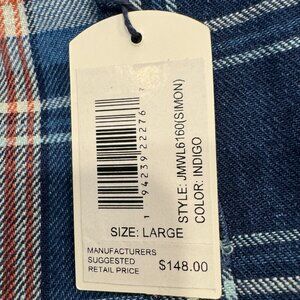 STYLE: JMWL6160(SIMON)
COLOR: INDIGO
1 94239 22276 7
SIZE: LARGE
MANUFACTURERS
SUGGESTED
RETAIL PRICE
$148.00